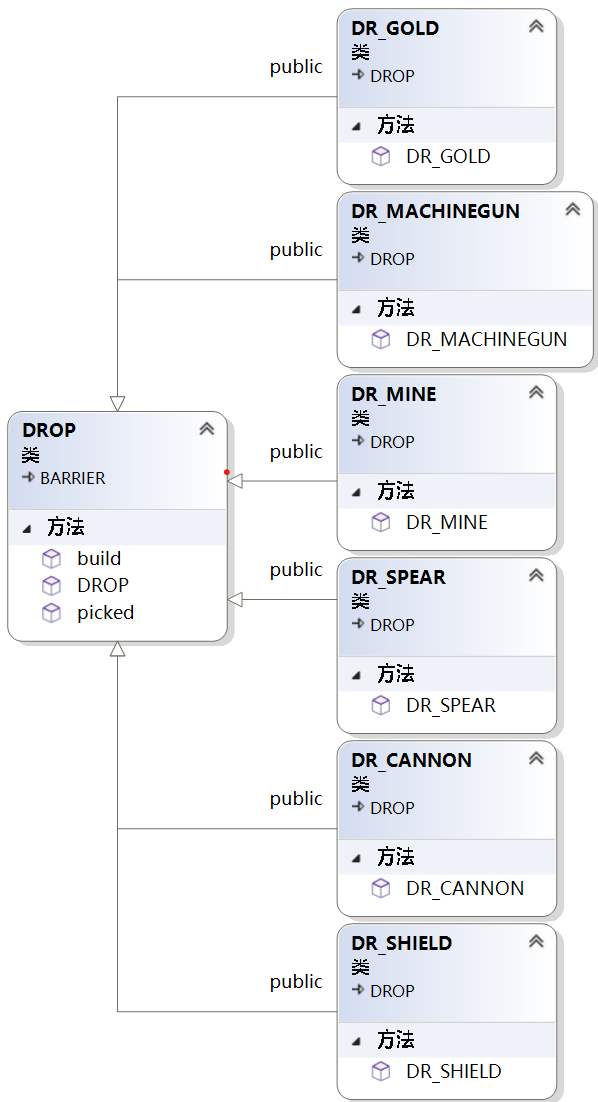 DR_GOLD
类
DROP
方法
DR_GOLD
public
DR_MACHINEGUN
类
DROP
方法
DR_MACHINEGUN
public
DR_MINE
类
DROP
方法
DR_MINE
public
DROP
类
BARRIER
方法
build
DROP
picked
DR_SPEAR
类
DROP
方法
DR_SPEAR
public
DR_CANNON
类
DROP
方法
DR_CANNON
public
DR_SHIELD
类
DROP
方法
DR_SHIELD
public